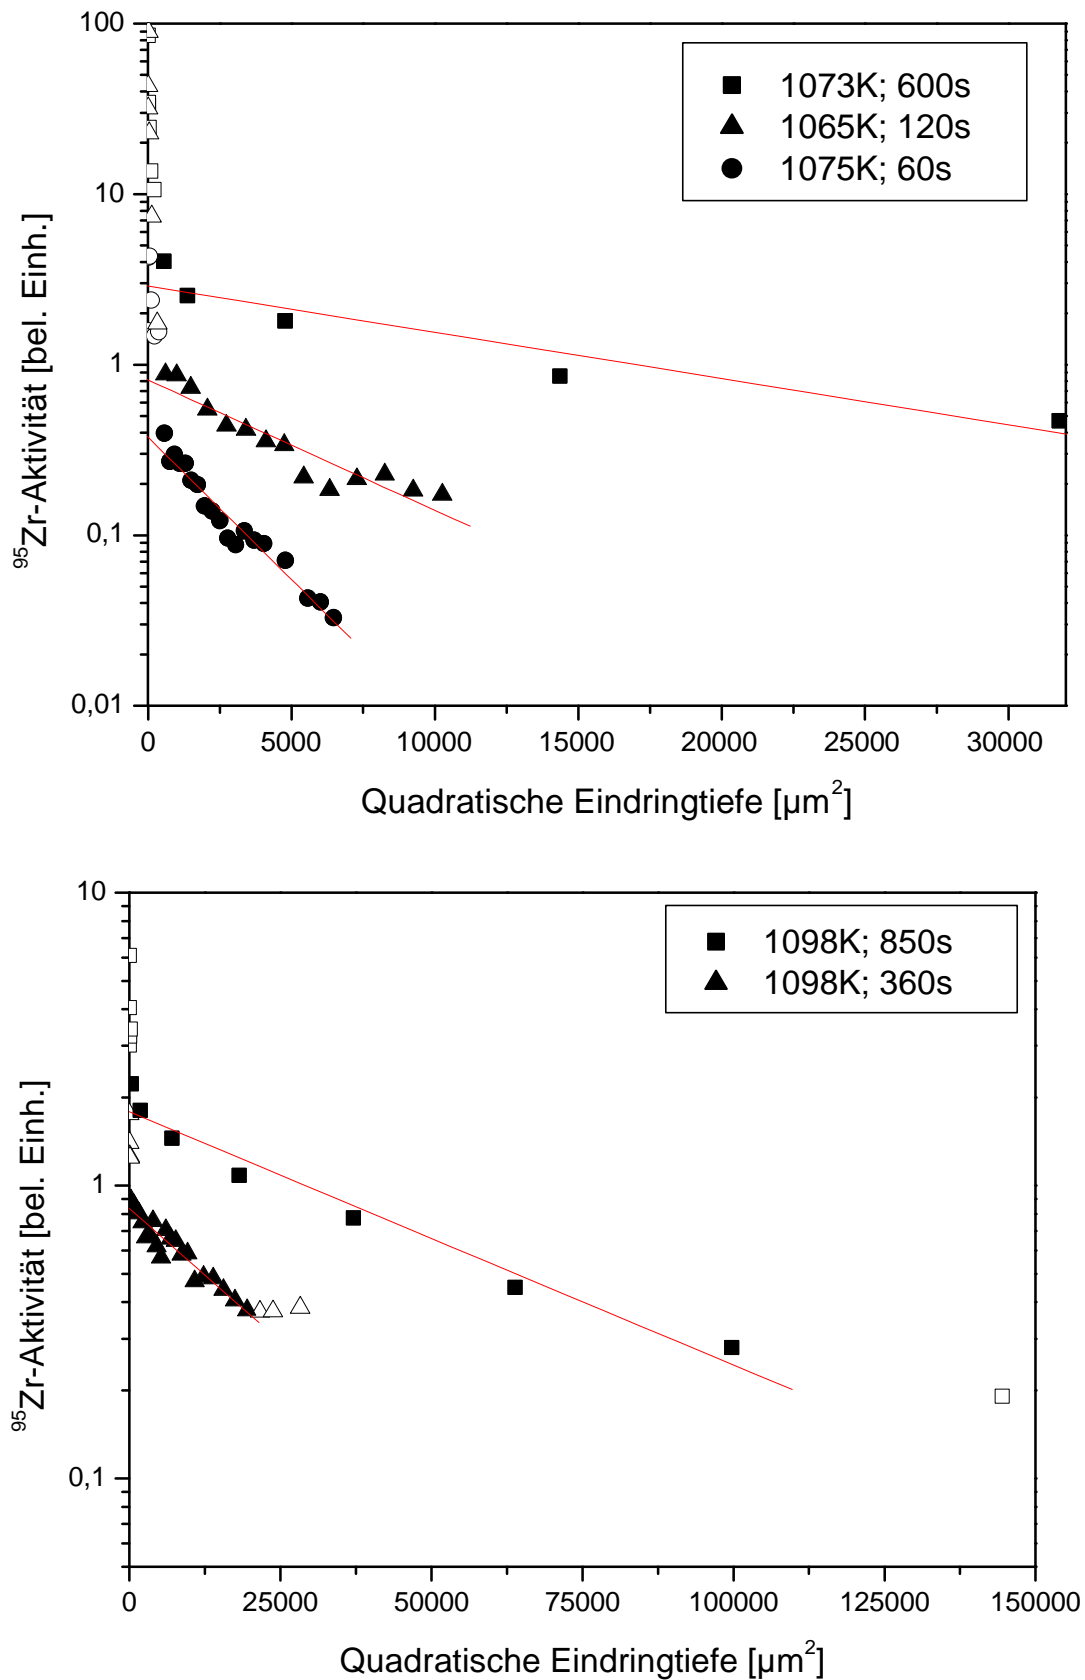 100
10
1
0,1
0,01
⁹⁵Zr-Aktivität [bel. Einh.]
1073K; 600s
1065K; 120s
1075K; 60s
0 5000 10000 15000 20000 25000 30000
Quadratische Eindringtiefe [µm²]
10
1
0,1
⁹⁵Zr-Aktivität [bel. Einh.]
1098K; 850s
1098K; 360s
0 25000 50000 75000 100000 125000 150000
Quadratische Eindringtiefe [µm²]